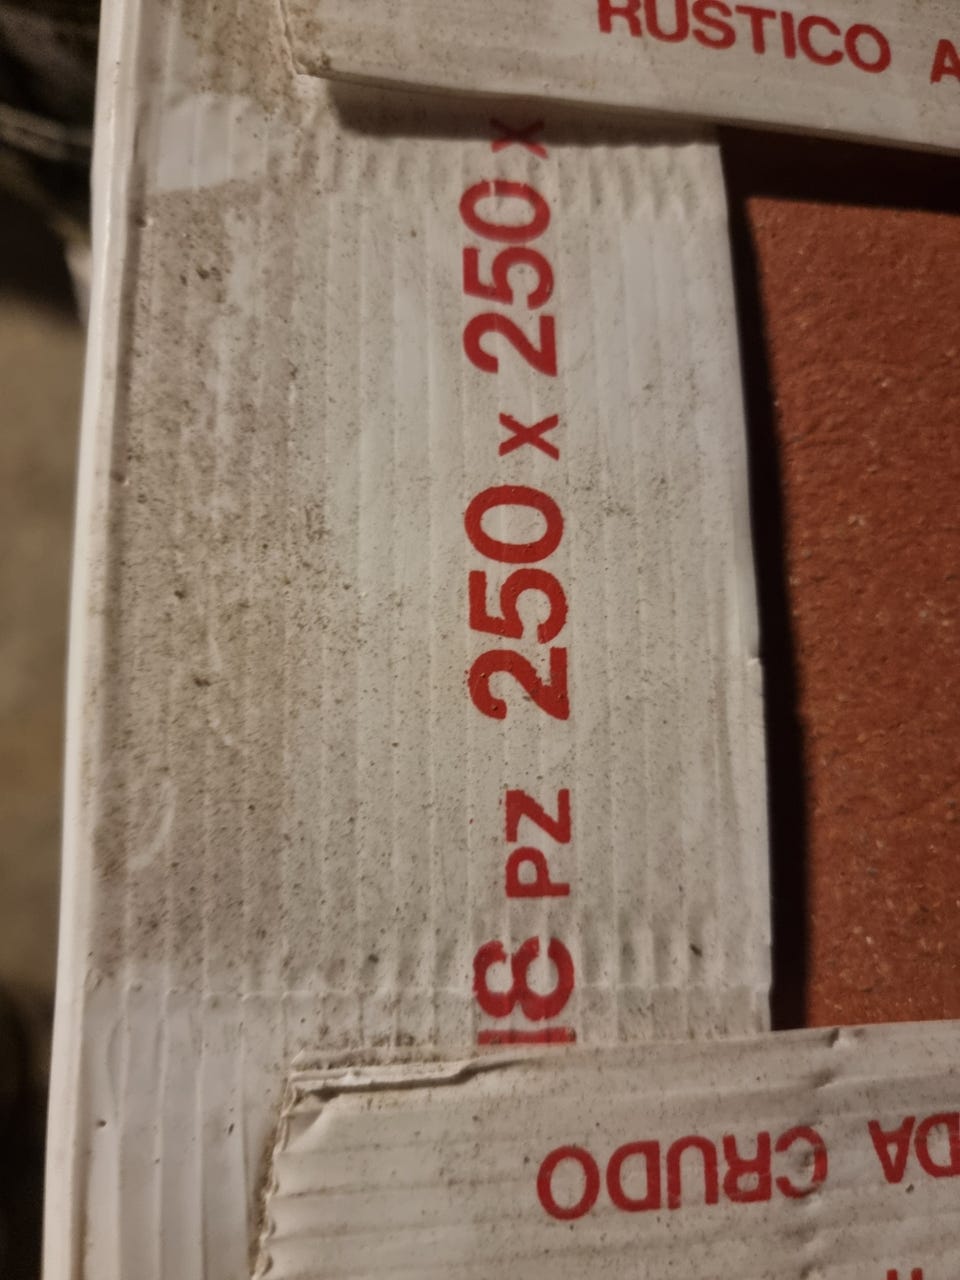 RUSTICO A
18 PZ 250 x 250 x
DA CRUDO